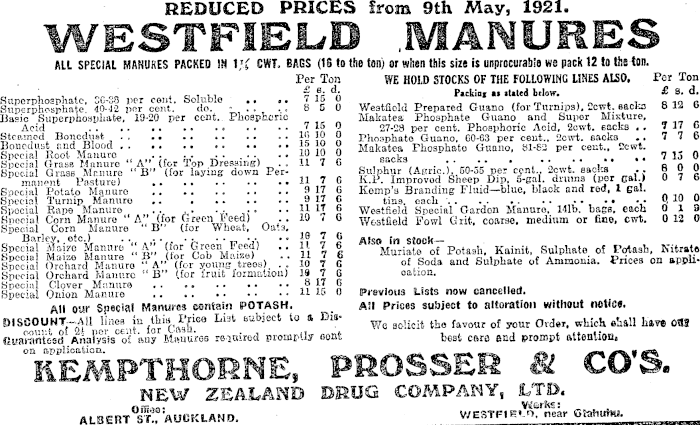 REDUCED PRICES from 9th May, 1921.
WESTFIELD MANURES
ALL SPECIAL MANURES PACKED IN 1¼ CWT. BAGS (16 to the ton) or when this size is unprocurable we pack 12 to the ton.
Per Ton
£ s. d.
Superphosphate, 36-38 per cent. Soluble .. .. 7 15 0
Superphosphate, 40-42 per cent. do. .. .. 8 5 0
Basic Superphosphate, 19-20 per cent. Phosphoric
Acid .. .. .. .. .. .. 7 15 0
Steamed Bonedust .. .. .. .. .. 16 10 0
Bonedust and Blood .. .. .. .. .. 15 10 0
Special Root Manure .. .. .. .. 10 10 0
Special Grass Manure "A" (for Top Dressing) .. 11 7 6
Special Grass Manure "B" (for laying down Per-
manent Pasture) .. .. .. .. 11 7 6
Special Potato Manure .. .. .. .. 9 17 6
Special Turnip Manure .. .. .. .. 9 17 6
Special Rape Manure .. .. .. .. 11 17 6
Special Corn Manure "A" (for Green Feed) .. 10 7 6
Special Corn Manure "B" (for Wheat, Oats,
Barley, etc.) .. .. .. .. .. 10 7 6
Special Maize Manure "A" (for Green Feed) .. 11 7 6
Special Maize Manure "B" (for Cob Maize) .. 11 7 6
Special Orchard Manure "A" (for young trees) .. 10 7 6
Special Orchard Manure "B" (for fruit formation) 10 7 6
Special Clover Manure .. .. .. .. 8 17 6
Special Onion Manure .. .. .. .. 11 15 0
All our Special Manures contain POTASH.
DISCOUNT—All lines in this Price List subject to a Dis-
count of 2½ per cent. for Cash.
Guaranteed Analysis of any Manures required promptly sent
on application.
WE HOLD STOCKS OF THE FOLLOWING LINES ALSO,
Packing as stated below.
Per Ton
£ s. d.
Westfield Prepared Guano (for Turnips), 2cwt. sacks 8 12 6
Makatea Phosphate Guano and Super Mixture,
27-28 per cent. Phosphoric Acid, 2cwt. sacks .. 7 17 6
Phosphate Guano, 60-63 per cent., 2cwt. sacks .. 7 7 6
Makatea Phosphate Guano, 81-82 per cent., 2cwt.
sacks .. .. .. .. .. .. 7 15 0
Sulphur (Agric.), 50-55 per cent., 2cwt. sacks 8 0 0
K.P. Improved Sheep Dip, 5-gal. drums (per gal.) 0 7 6
Kemp's Branding Fluid—blue, black and red, 1 gal.
tins, each .. .. .. .. .. .. 0 10 0
Westfield Special Garden Manure, 14lb. bags, each 0 1 9
Westfield Fowl Grit, coarse, medium or fine, cwt. 0 12 0
Also in stock—
Muriate of Potash, Kainit, Sulphate of Potash, Nitrate
of Soda and Sulphate of Ammonia. Prices on appli-
cation.
Previous Lists now cancelled.
All Prices subject to alteration without notice.
We solicit the favour of your Order, which shall have our
best care and prompt attention.
KEMPTHORNE, PROSSER & CO'S.
NEW ZEALAND DRUG COMPANY, LTD.
Office:
ALBERT ST., AUCKLAND.
Works:
WESTFIELD, near Otahuhu.